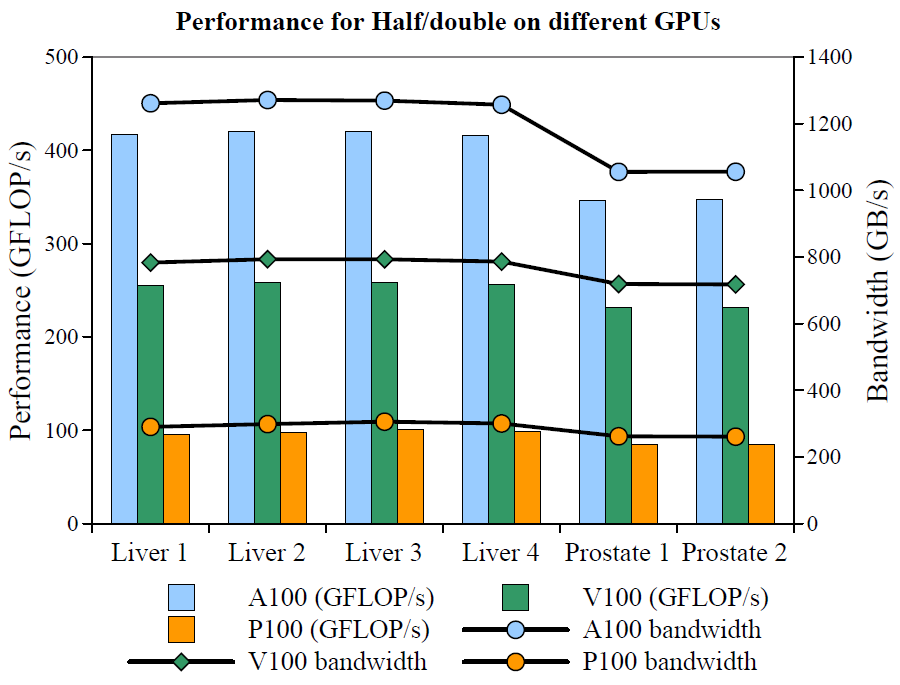 Performance for Half/double on different GPUs
500
400
300
200
100
0
Performance (GFLOP/s)
1400
1200
1000
800
600
400
200
0
Bandwidth (GB/s)
Liver 1 Liver 2 Liver 3 Liver 4 Prostate 1 Prostate 2
A100 (GFLOP/s) V100 (GFLOP/s)
P100 (GFLOP/s) A100 bandwidth
V100 bandwidth P100 bandwidth